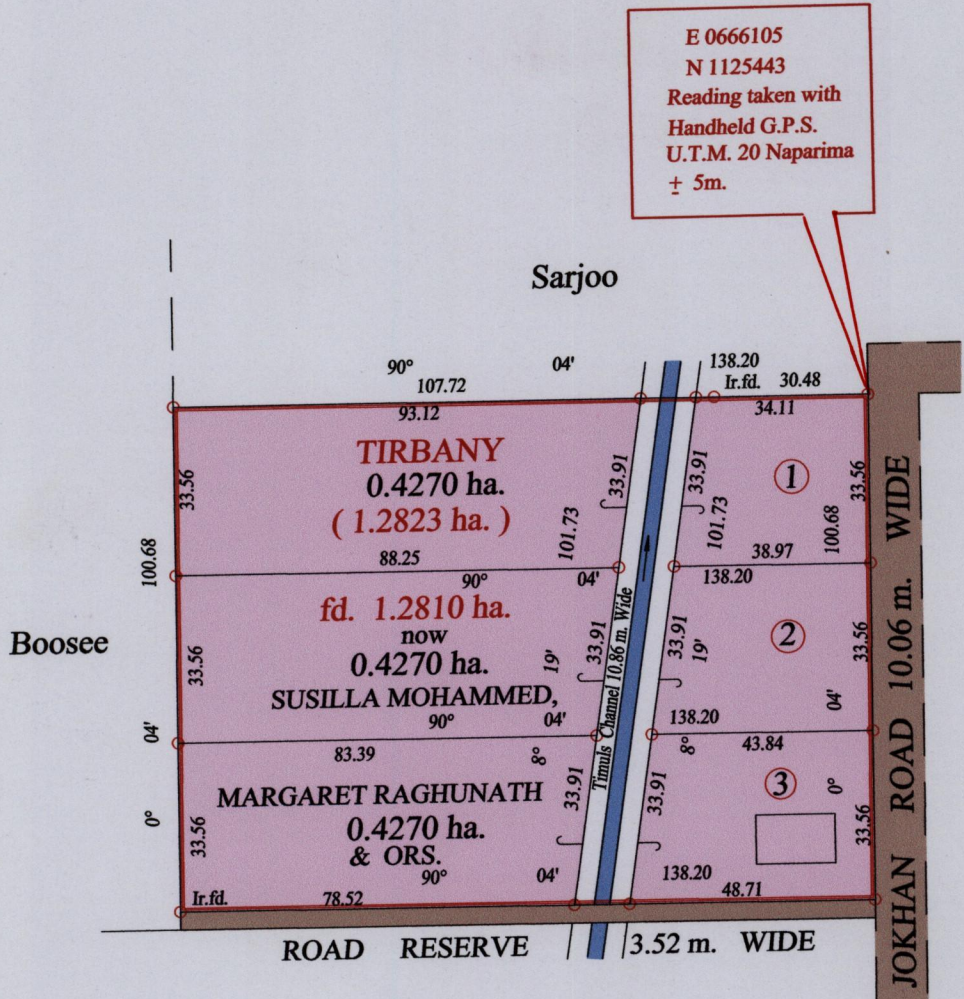 E 0666105
N 1125443
Reading taken with
Handheld G.P.S.
U.T.M. 20 Naparima
± 5m.
Sarjoo
90° 04'
107.72
138.20
Ir.fd. 30.48
93.12
34.11
TIRBANY
0.4270 ha.
( 1.2823 ha. )
33.56
33.91
33.91
101.73
101.73
1
33.56
100.68
88.25
38.97
100.68
90° 04'
138.20
fd. 1.2810 ha.
now
0.4270 ha.
SUSILLA MOHAMMED,
Boosee
33.56
33.91
19'
Timuls Channel 10.86 m. Wide
33.91
19'
2
33.56
04'
90° 04'
138.20
04'
83.39
43.84
8°
8°
MARGARET RAGHUNATH
0.4270 ha.
& ORS.
0°
33.56
33.91
33.91
3
0°
33.56
90° 04'
138.20
Ir.fd.
78.52
48.71
ROAD RESERVE 3.52 m. WIDE
JOKHAN ROAD 10.06 m. WIDE